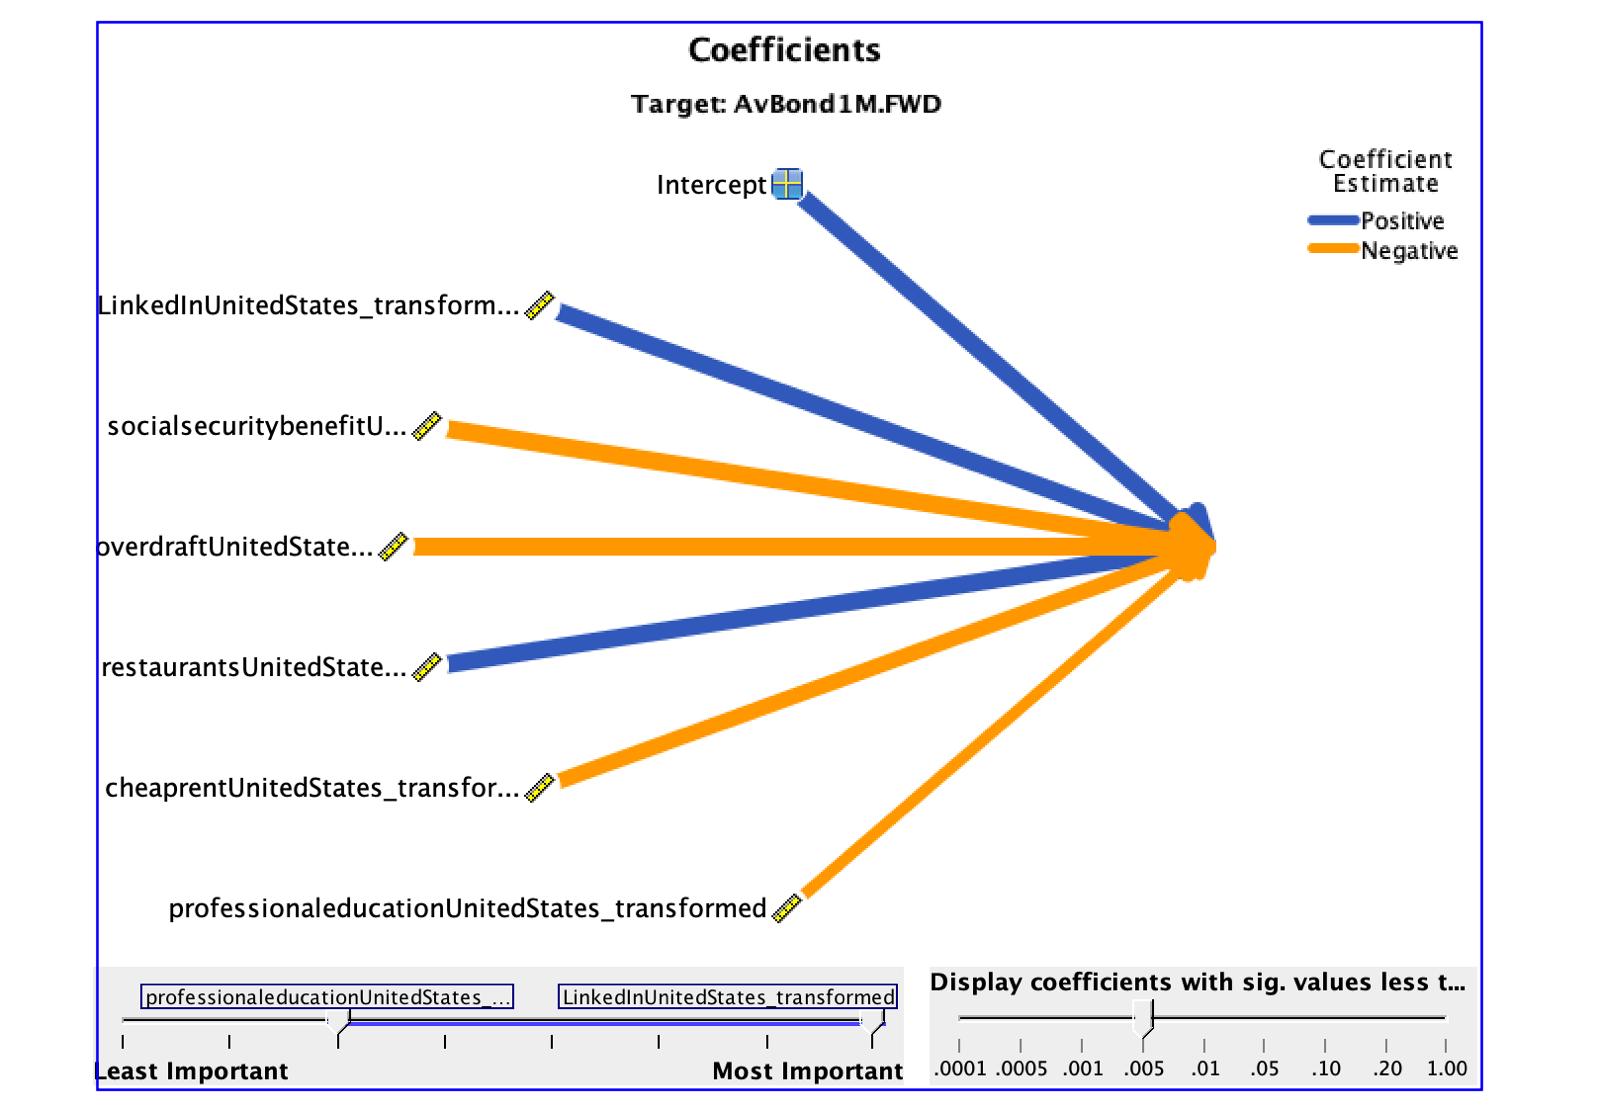 Coefficients
Target: AvBond1M.FWD
Coefficient
Estimate
Positive
Negative
Intercept
LinkedInUnitedStates_transform...
socialsecuritybenefitU...
overdraftUnitedState...
restaurantsUnitedState...
cheaprentUnitedStates_transfor...
professionaleducationUnitedStates_transformed
professionaleducationUnitedStates_...
LinkedInUnitedStates_transformed
Least Important
Most Important
Display coefficients with sig. values less t...
.0001 .0005 .001 .005 .01 .05 .10 .20 1.00